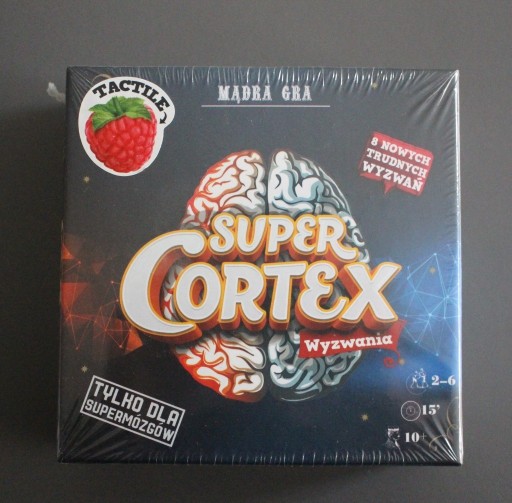 TACTILE
MĄDRA GRA
8 NOWYCH
TRUDNYCH
WYZWAŃ
SUPER
CORTEX
Wyzwania
TYLKO DLA
SUPERMÓZGÓW
2-6
15'
10+